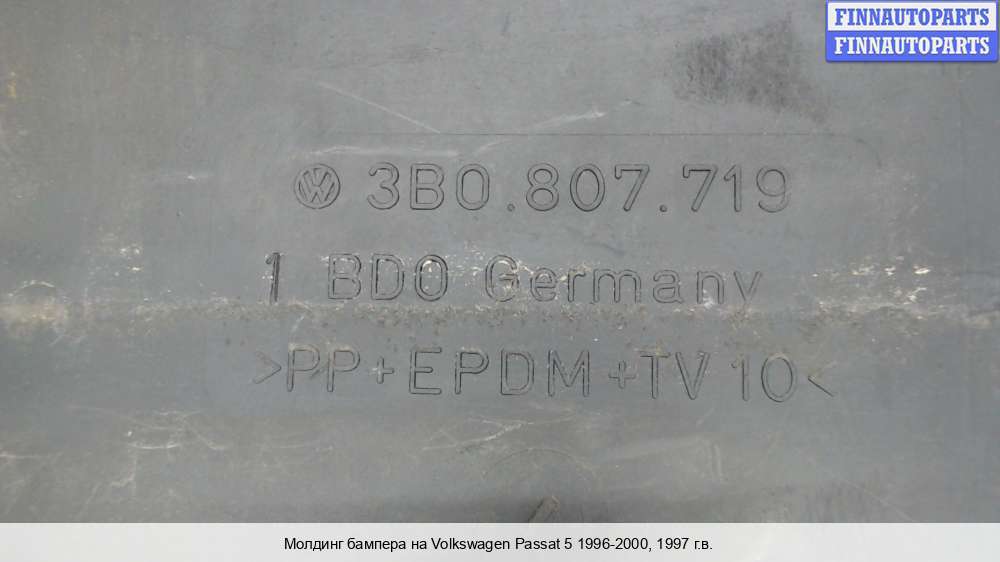 FINNAUTOPARTS
FINNAUTOPARTS
VW 3B0.807.719
1 BDO Germany
>PP+EPDM+TV10<
Молдинг бампера на Volkswagen Passat 5 1996-2000, 1997 г.в.